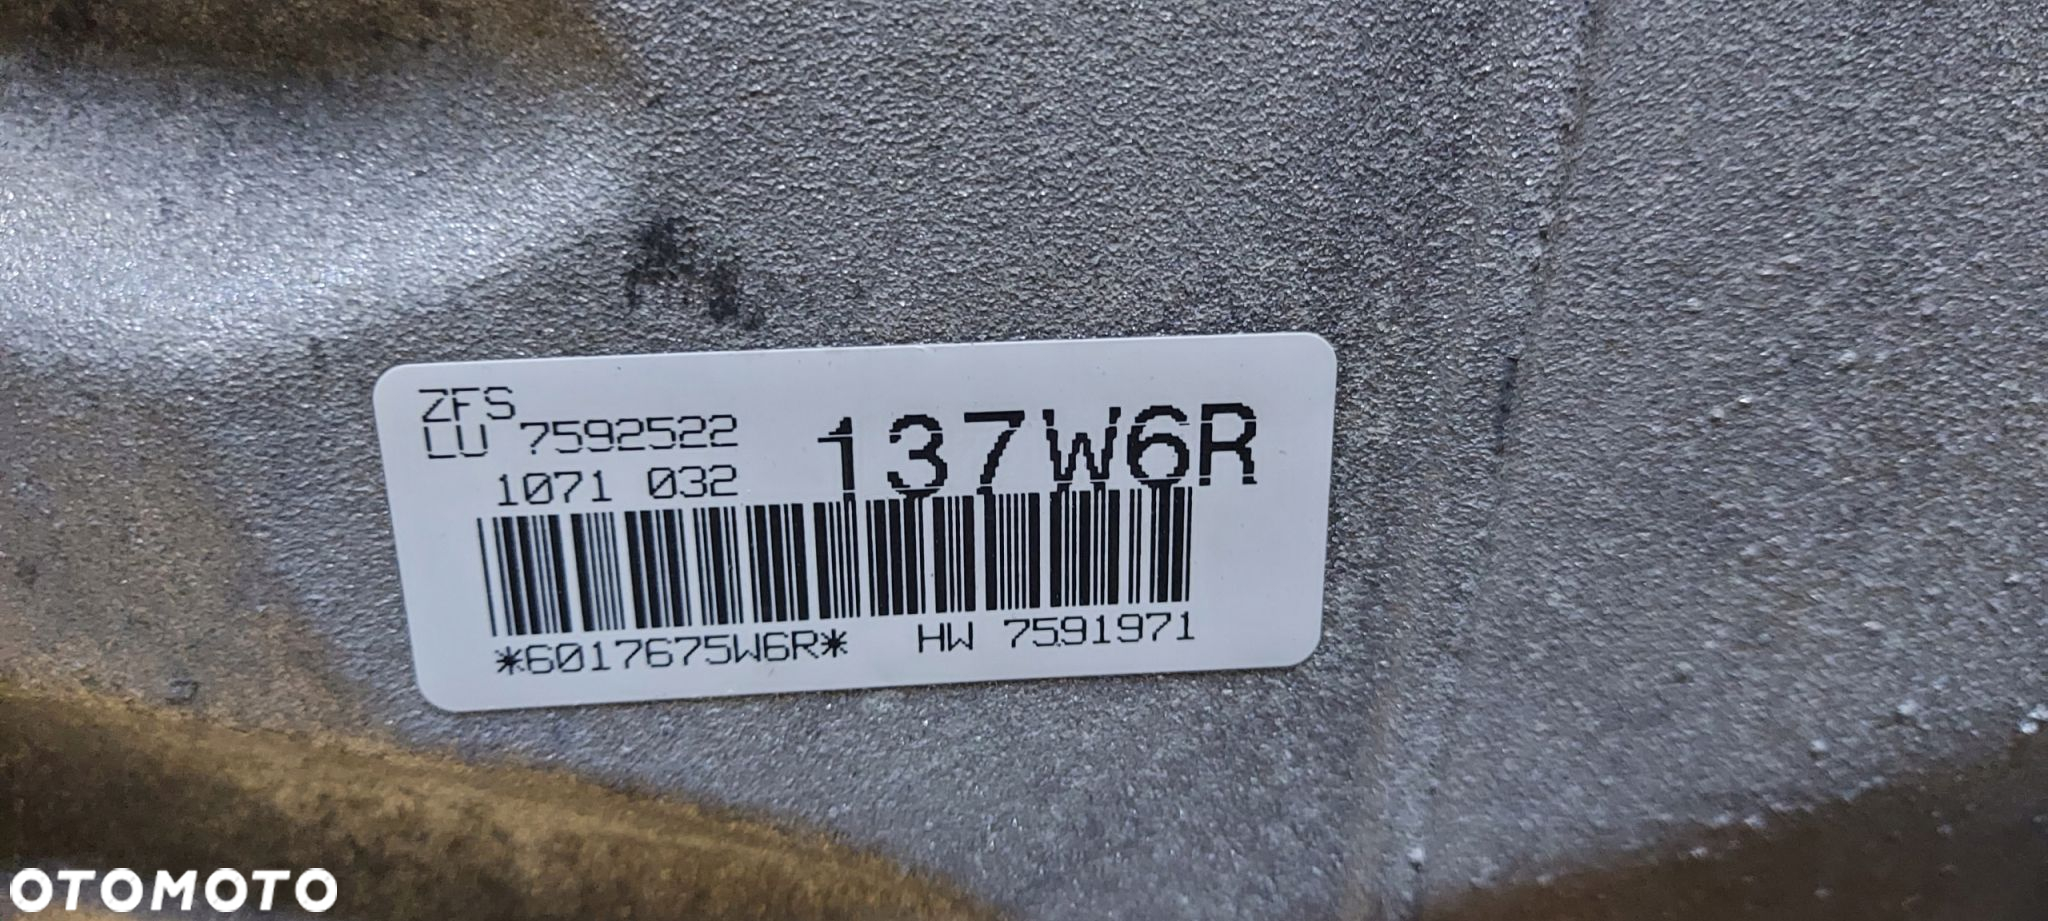 ZFS
LU 7592522
137W6R
1071 032
*6017675W6R* HW 7591971
OTOMOTO